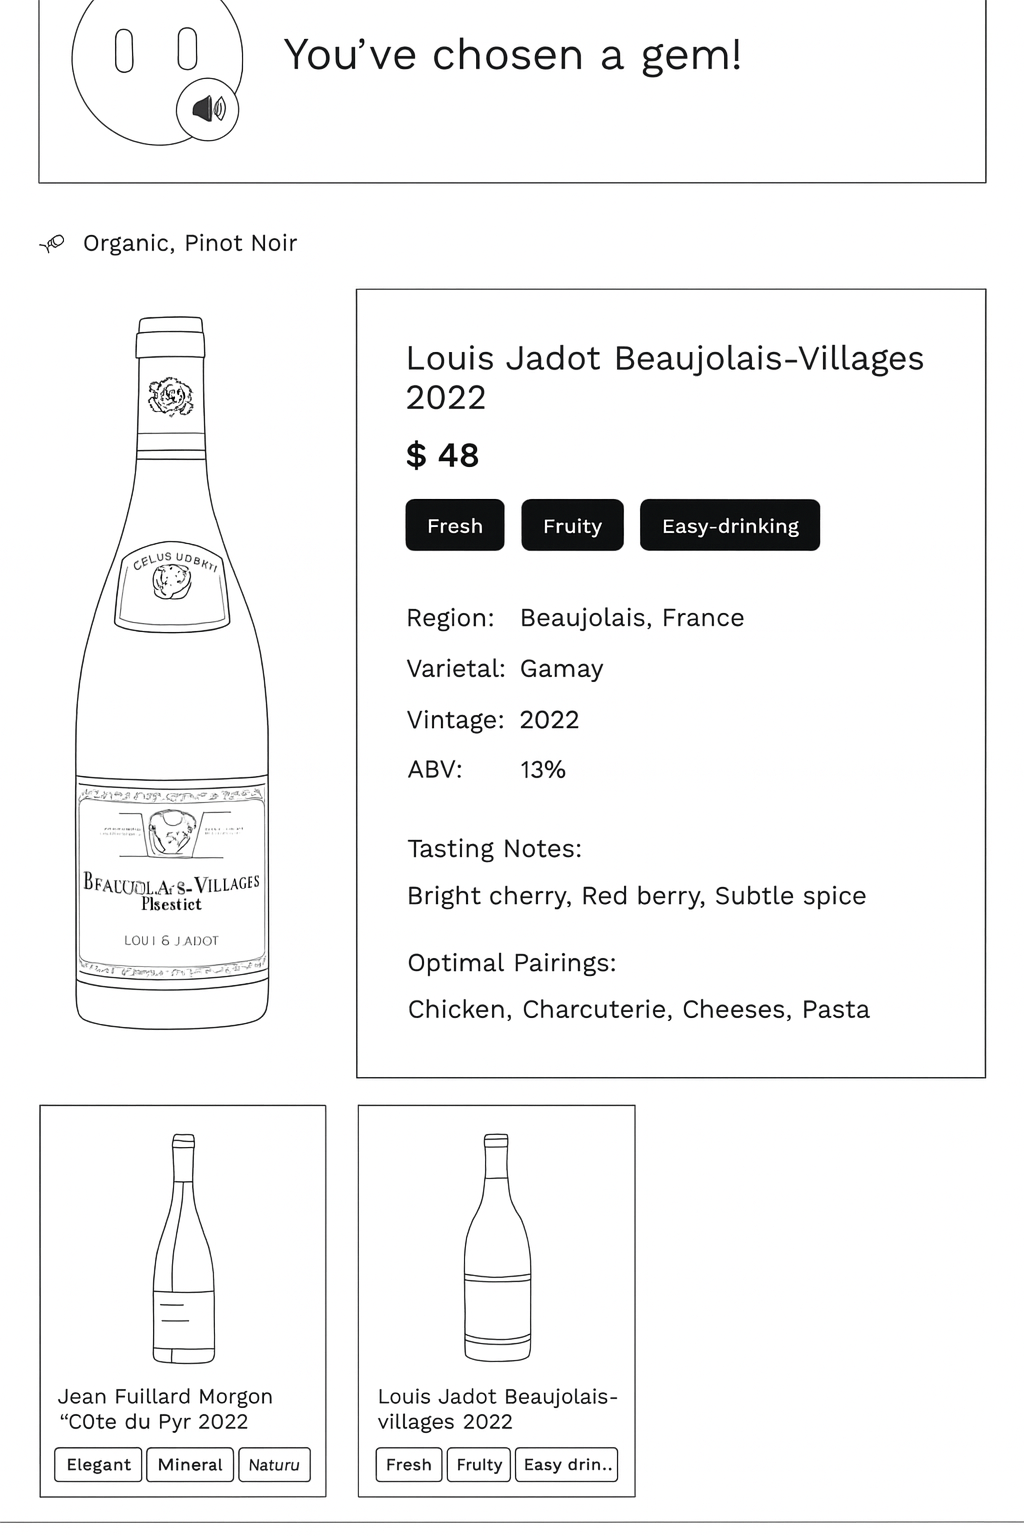 You’ve chosen a gem!
Organic, Pinot Noir
Louis Jadot Beaujolais-Villages
2022
$ 48
Fresh
Fruity
Easy-drinking
Region: Beaujolais, France
Varietal: Gamay
Vintage: 2022
ABV: 13%
Tasting Notes:
Bright cherry, Red berry, Subtle spice
Optimal Pairings:
Chicken, Charcuterie, Cheeses, Pasta
CELUS UDBKTI
-VILLAGES
Plsestict
LOUI 6 JADOT
Jean Fuillard Morgon
“C0te du Pyr 2022
Elegant
Mineral
Naturu
Louis Jadot Beaujolais-
villages 2022
Fresh
Frulty
Easy drin..